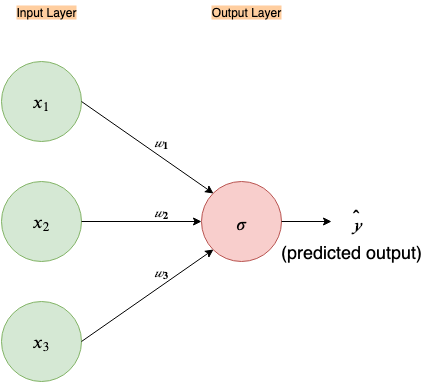 Input Layer
Output Layer
x₁
w₁
x₂
w₂
σ
ŷ
(predicted output)
w₃
x₃